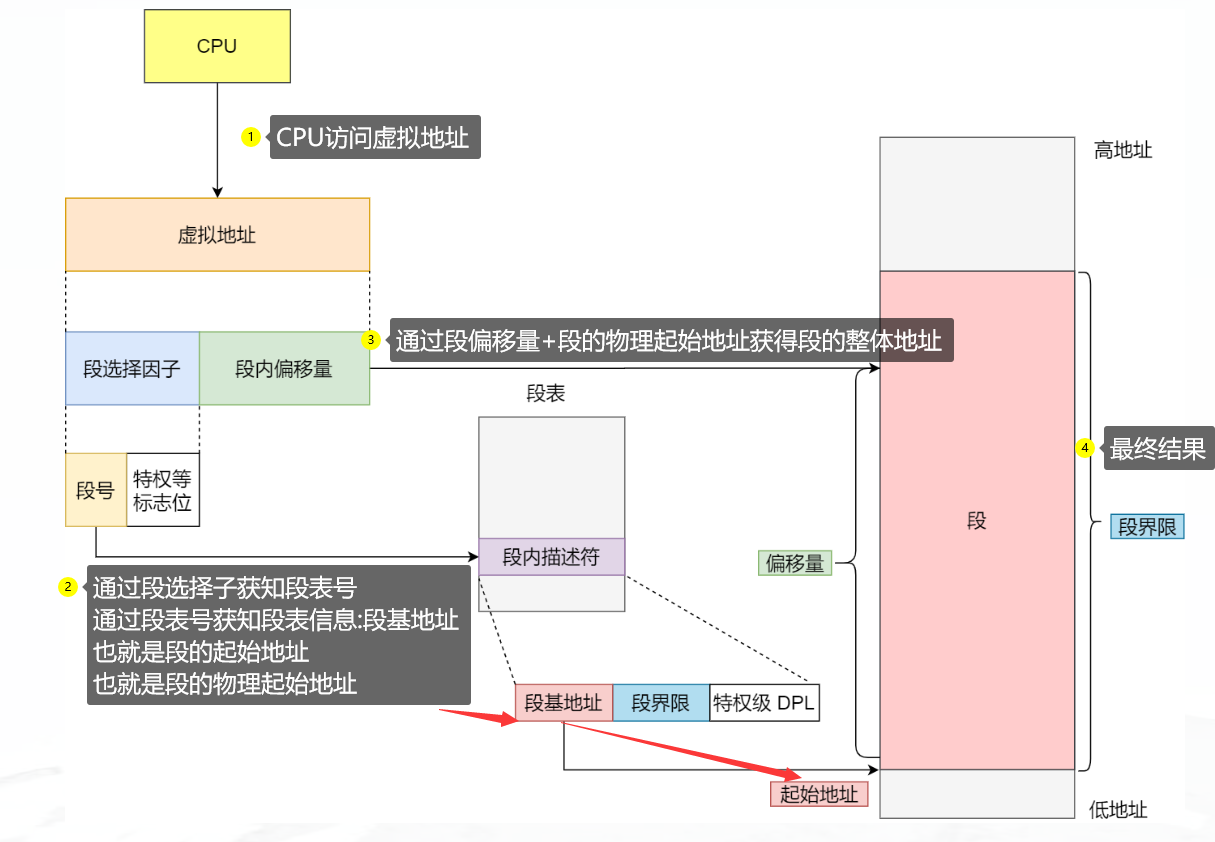 CPU
1
CPU访问虚拟地址
高地址
虚拟地址
3
通过段偏移量+段的物理起始地址获得段的整体地址
段选择因子
段内偏移量
段表
4
最终结果
段号
特权等
标志位
段
段界限
段内描述符
偏移量
2
通过段选择子获知段表号
通过段表号获知段表信息:段基地址
也就是段的起始地址
也就是段的物理起始地址
段基地址
段界限
特权级 DPL
起始地址
低地址